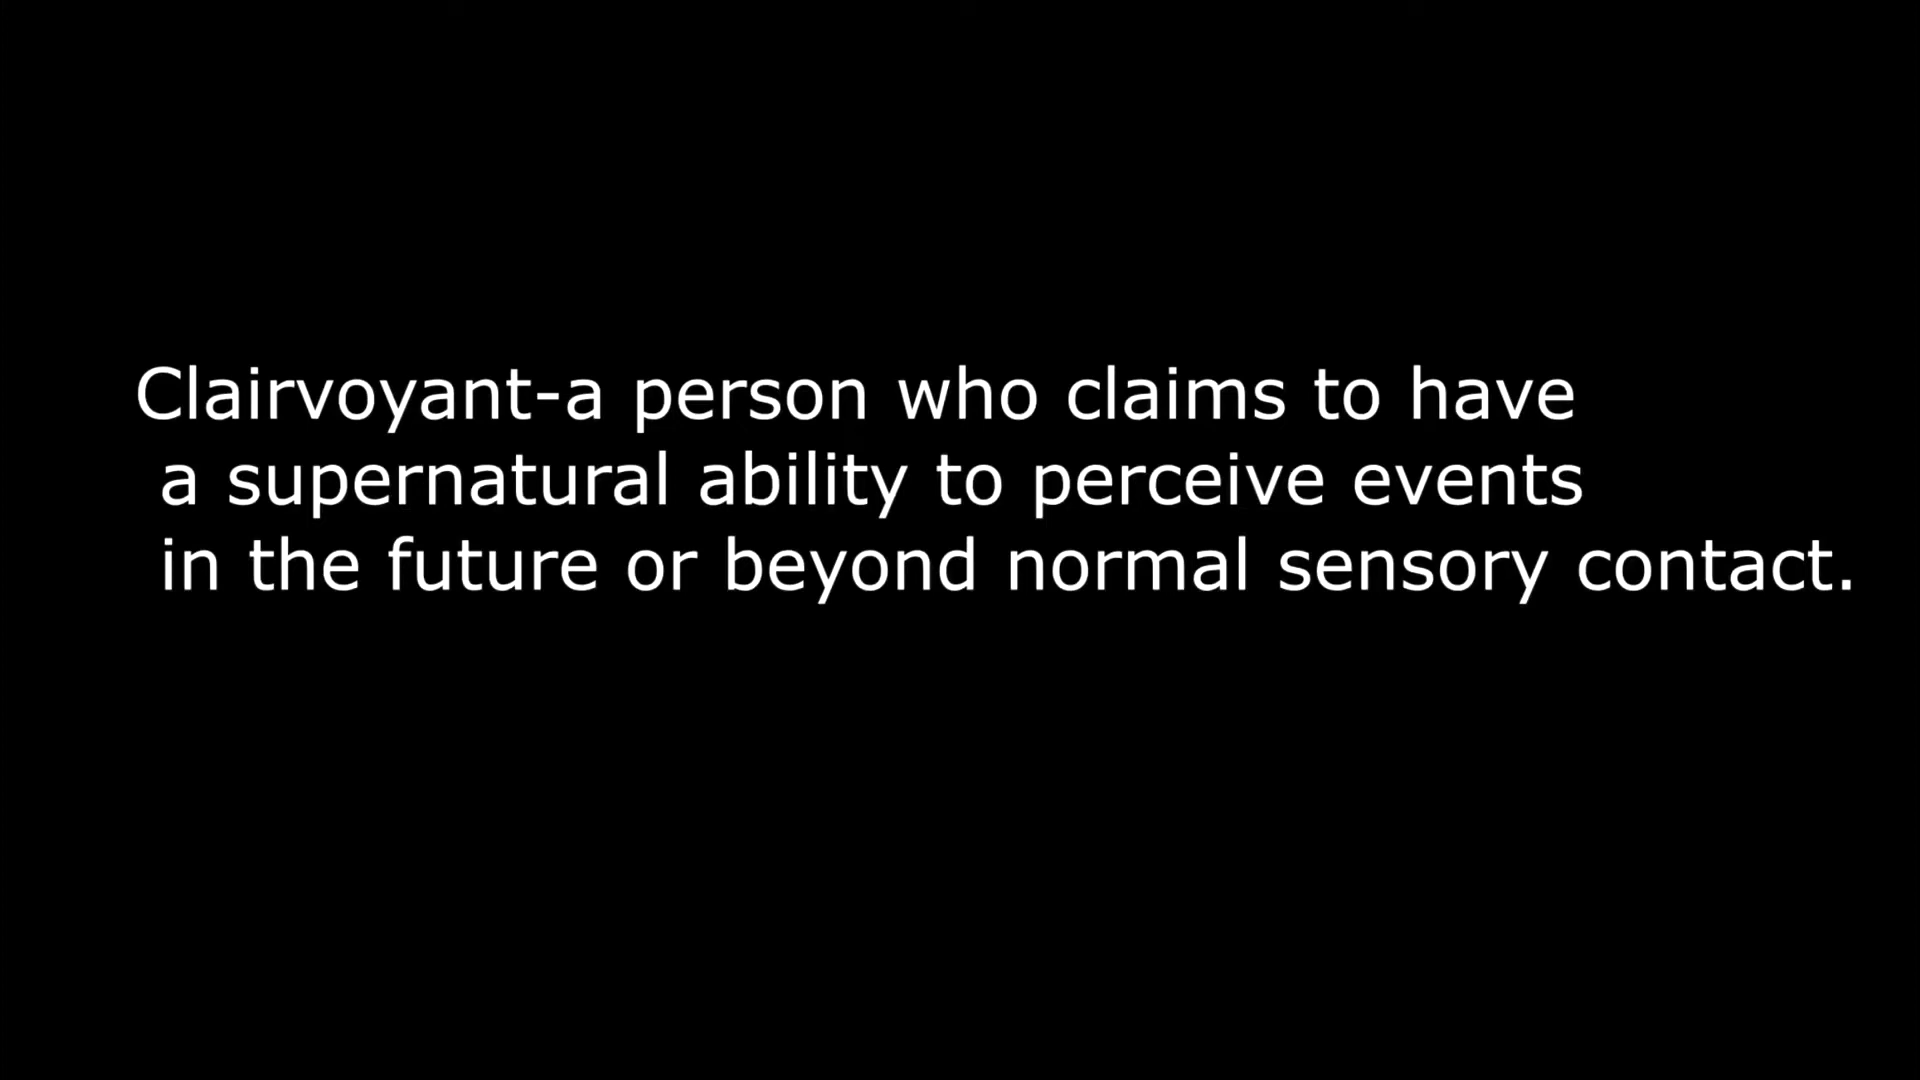 Clairvoyant-a person who claims to have
a supernatural ability to perceive events
in the future or beyond normal sensory contact.